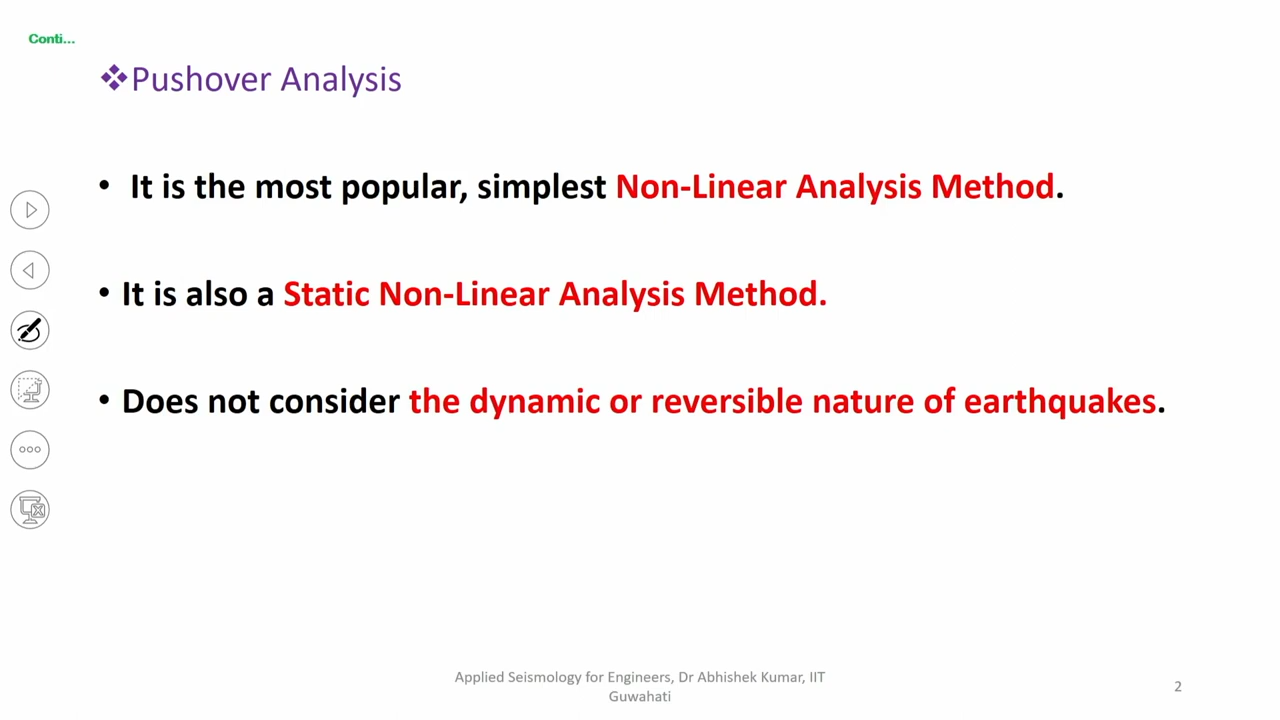 Conti...
❖Pushover Analysis
• It is the most popular, simplest Non-Linear Analysis Method.
• It is also a Static Non-Linear Analysis Method.
• Does not consider the dynamic or reversible nature of earthquakes.
Applied Seismology for Engineers, Dr Abhishek Kumar, IIT
Guwahati
2